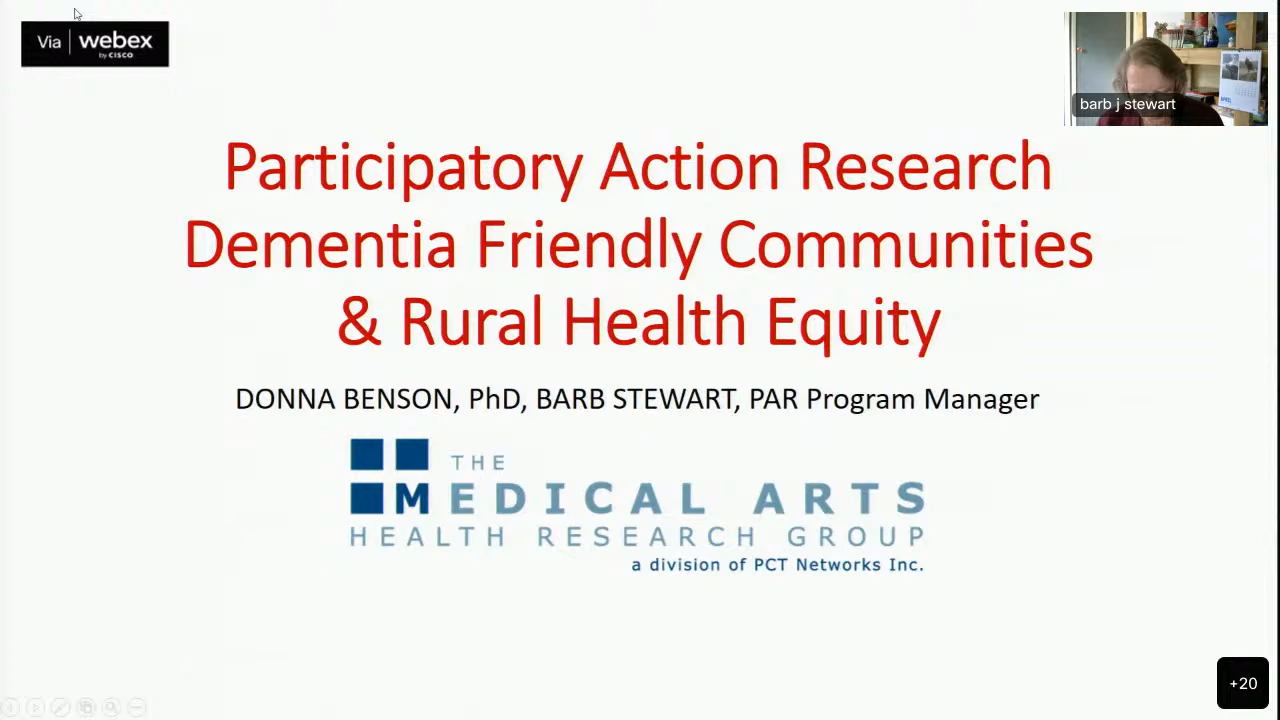 Via webex
by CISCO
barb j stewart
Participatory Action Research
Dementia Friendly Communities
& Rural Health Equity
DONNA BENSON, PhD, BARB STEWART, PAR Program Manager
THE
MEDICAL ARTS
HEALTH RESEARCH GROUP
a division of PCT Networks Inc.
+20